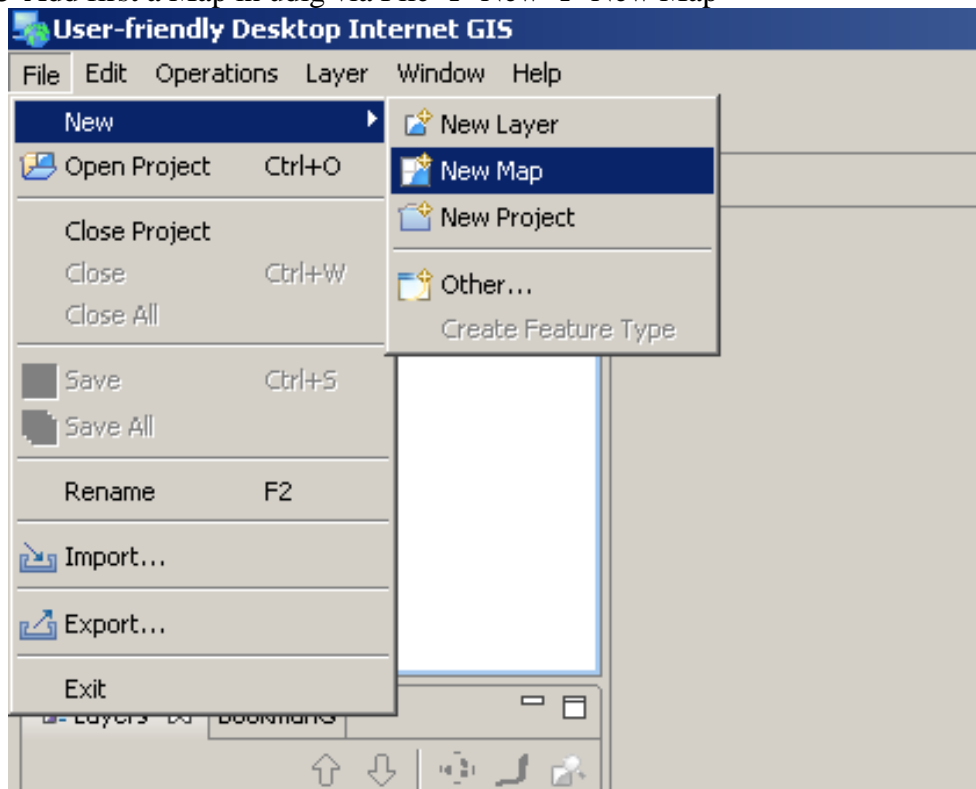 User-friendly Desktop Internet GIS
File Edit Operations Layer Window Help
New
Open Project Ctrl+O
Close Project
Close Ctrl+W
Close All
Save Ctrl+S
Save All
Rename F2
Import...
Export...
Exit
New Layer
New Map
New Project
Other...
Create Feature Type
Layers Bookmarks